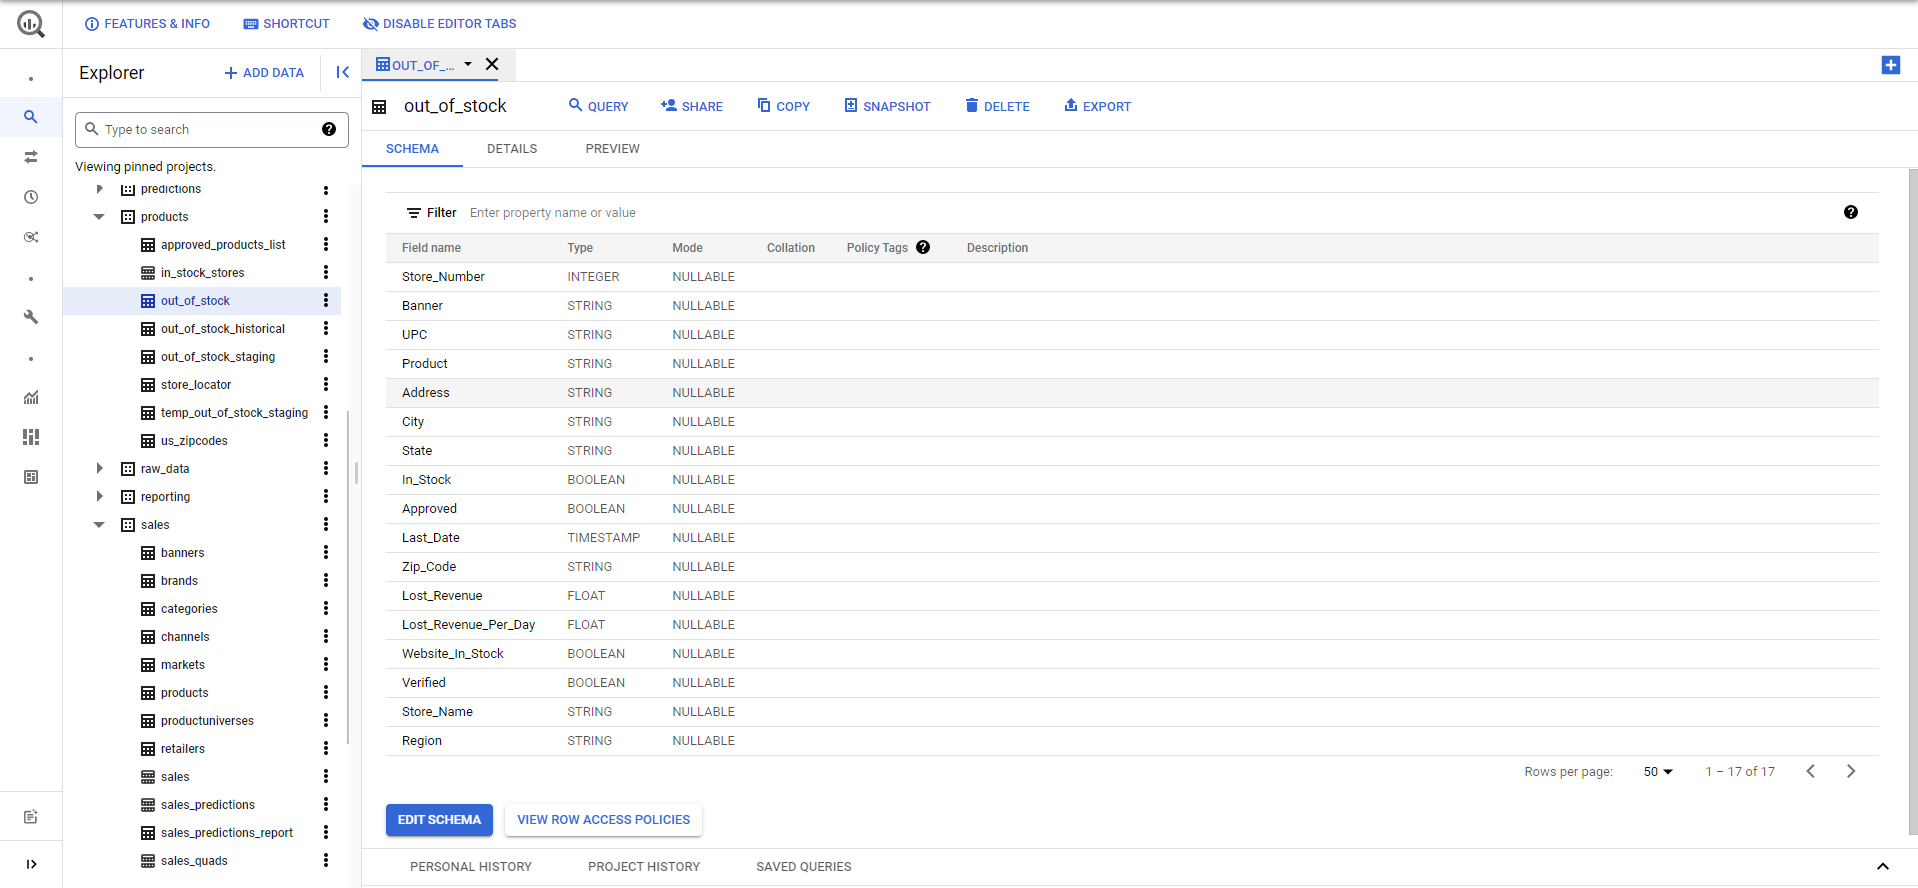 FEATURES & INFO SHORTCUT DISABLE EDITOR TABS
Explorer ADD DATA
Type to search
Viewing pinned projects.
predictions
products
approved_products_list
in_stock_stores
out_of_stock
out_of_stock_historical
out_of_stock_staging
store_locator
temp_out_of_stock_staging
us_zipcodes
raw_data
reporting
sales
banners
brands
categories
channels
markets
products
productuniverses
retailers
sales
sales_predictions
sales_predictions_report
sales_quads
OUT_OF_...
out_of_stock QUERY SHARE COPY SNAPSHOT DELETE EXPORT
SCHEMA DETAILS PREVIEW
Filter Enter property name or value
Field name Type Mode Collation Policy Tags Description
Store_Number INTEGER NULLABLE
Banner STRING NULLABLE
UPC STRING NULLABLE
Product STRING NULLABLE
Address STRING NULLABLE
City STRING NULLABLE
State STRING NULLABLE
In_Stock BOOLEAN NULLABLE
Approved BOOLEAN NULLABLE
Last_Date TIMESTAMP NULLABLE
Zip_Code STRING NULLABLE
Lost_Revenue FLOAT NULLABLE
Lost_Revenue_Per_Day FLOAT NULLABLE
Website_In_Stock BOOLEAN NULLABLE
Verified BOOLEAN NULLABLE
Store_Name STRING NULLABLE
Region STRING NULLABLE
Rows per page: 50 1 – 17 of 17
EDIT SCHEMA VIEW ROW ACCESS POLICIES
PERSONAL HISTORY PROJECT HISTORY SAVED QUERIES